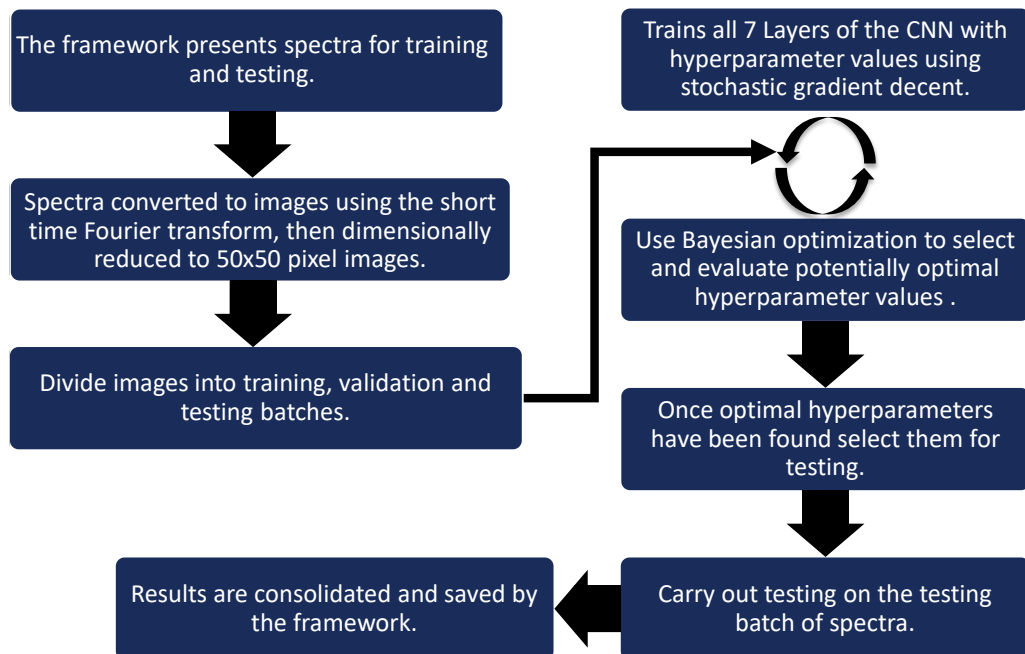 The framework presents spectra for training
and testing.
Spectra converted to images using the short
time Fourier transform, then dimensionally
reduced to 50x50 pixel images.
Divide images into training, validation and
testing batches.
Trains all 7 Layers of the CNN with
hyperparameter values using
stochastic gradient decent.
Use Bayesian optimization to select
and evaluate potentially optimal
hyperparameter values .
Once optimal hyperparameters
have been found select them for
testing.
Carry out testing on the testing
batch of spectra.
Results are consolidated and saved by
the framework.